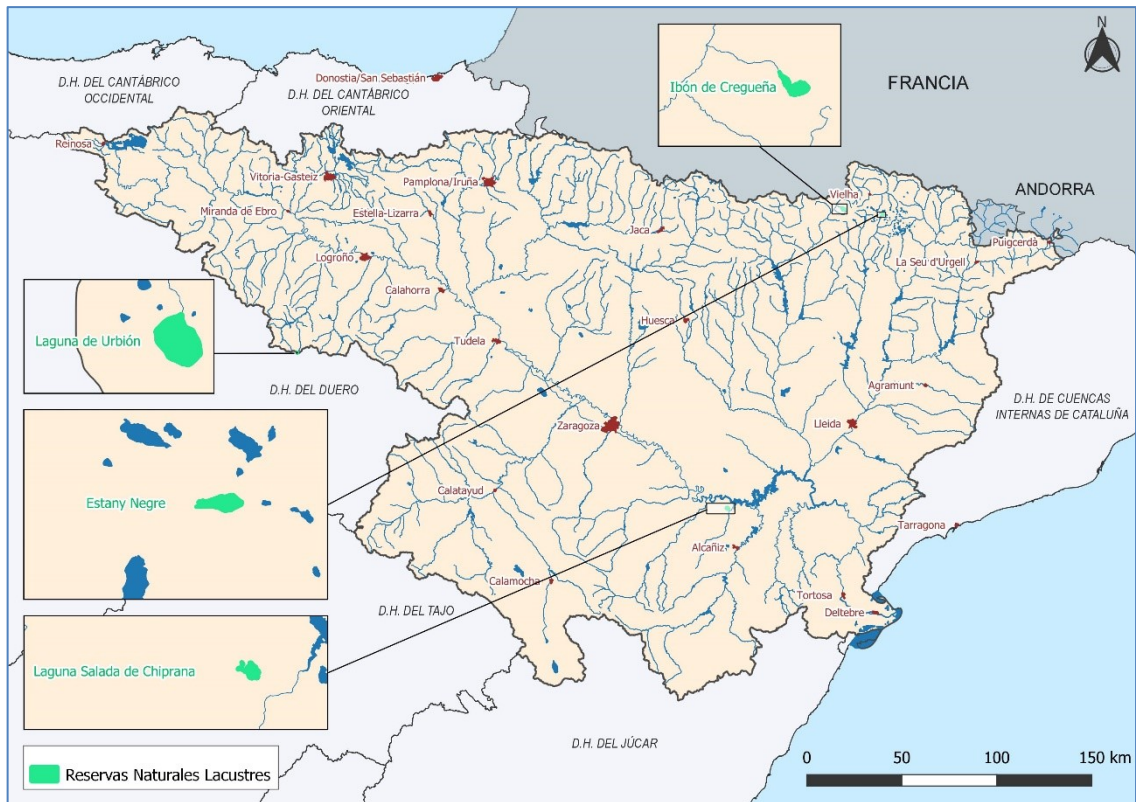 N
FRANCIA
D.H. DEL CANTÁBRICO
OCCIDENTAL
Donostia/San Sebastián
D.H. DEL CANTÁBRICO
ORIENTAL
Ibón de Cregueña
Reinosa
Vitoria-Gasteiz
Pamplona/Iruña
Vielha
ANDORRA
Miranda de Ebro
Estella-Lizarra
Jaca
Puigcerdà
La Seu d'Urgell
Logroño
Calahorra
Huesca
Laguna de Urbión
Tudela
D.H. DEL DUERO
Agramunt
D.H. DE CUENCAS
INTERNAS DE CATALUÑA
Zaragoza
Lleida
Estany Negre
Calatayud
Tarragona
Alcañiz
Calamocha
Tortosa
Deltebre
D.H. DEL TAJO
Laguna Salada de Chiprana
D.H. DEL JÚCAR
Reservas Naturales Lacustres
0 50 100 150 km